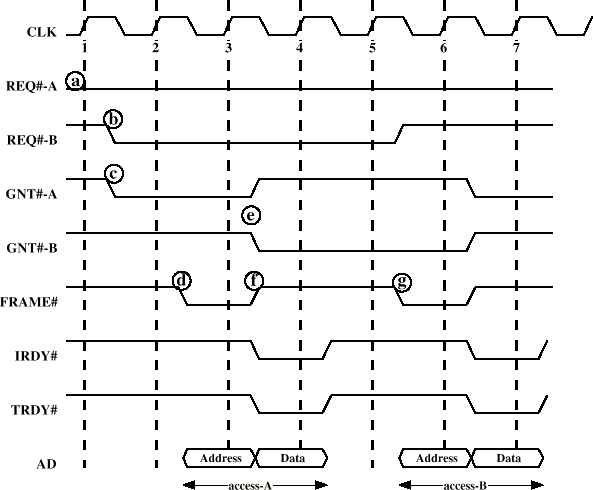 CLK
1 2 3 4 5 6 7
a
REQ#-A
b
REQ#-B
c
GNT#-A
e
GNT#-B
d f g
FRAME#
IRDY#
TRDY#
AD Address Data Address Data
access-A access-B